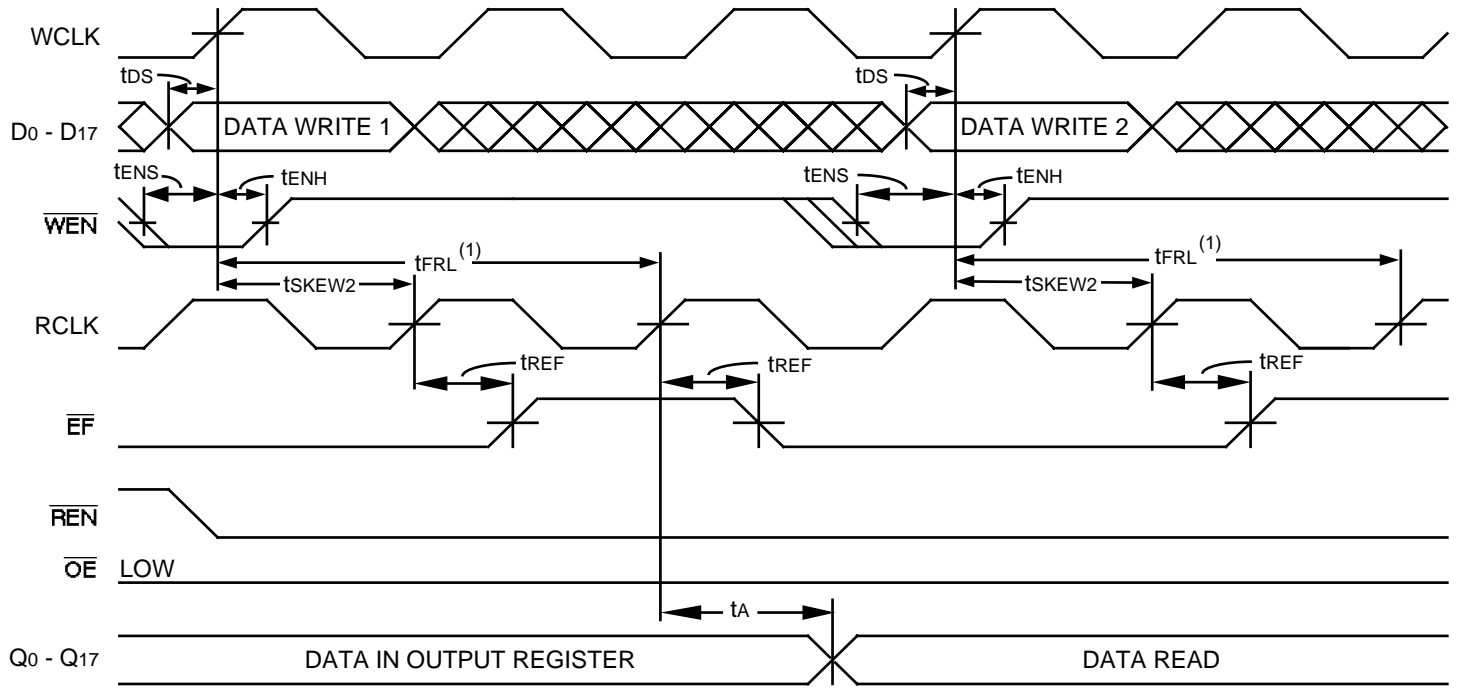 WCLK
tDS tDS
D0 - D17 DATA WRITE 1 DATA WRITE 2
tENS tENH tENS tENH
WEN
tFRL(1) tFRL(1)
tSKEW2 tSKEW2
RCLK
tREF tREF tREF
EF
REN
OE LOW
tA
Q0 - Q17 DATA IN OUTPUT REGISTER DATA READ